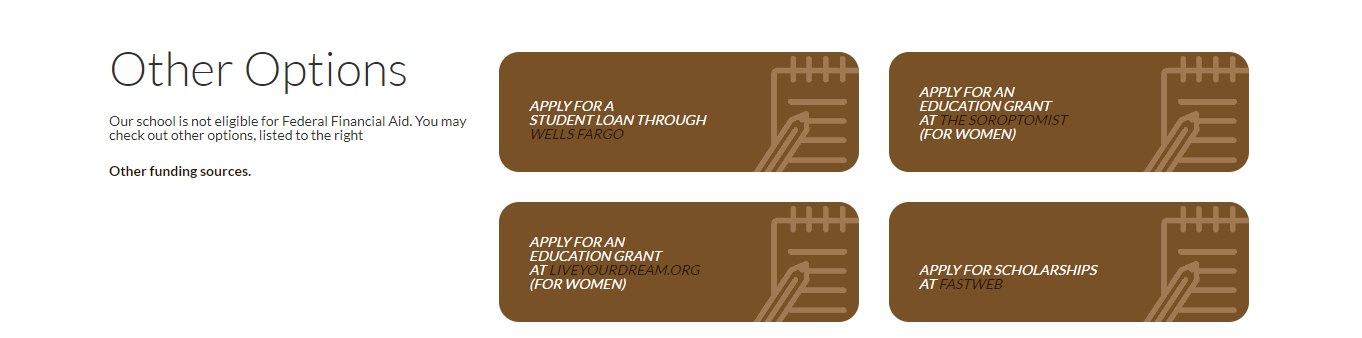 Other Options
Our school is not eligible for Federal Financial Aid. You may
check out other options, listed to the right
Other funding sources.
APPLY FOR A
STUDENT LOAN THROUGH
WELLS FARGO
APPLY FOR AN
EDUCATION GRANT
AT THE SOROPTOMIST
(FOR WOMEN)
APPLY FOR AN
EDUCATION GRANT
AT LIVEYOURDREAM.ORG
(FOR WOMEN)
APPLY FOR SCHOLARSHIPS
AT FASTWEB